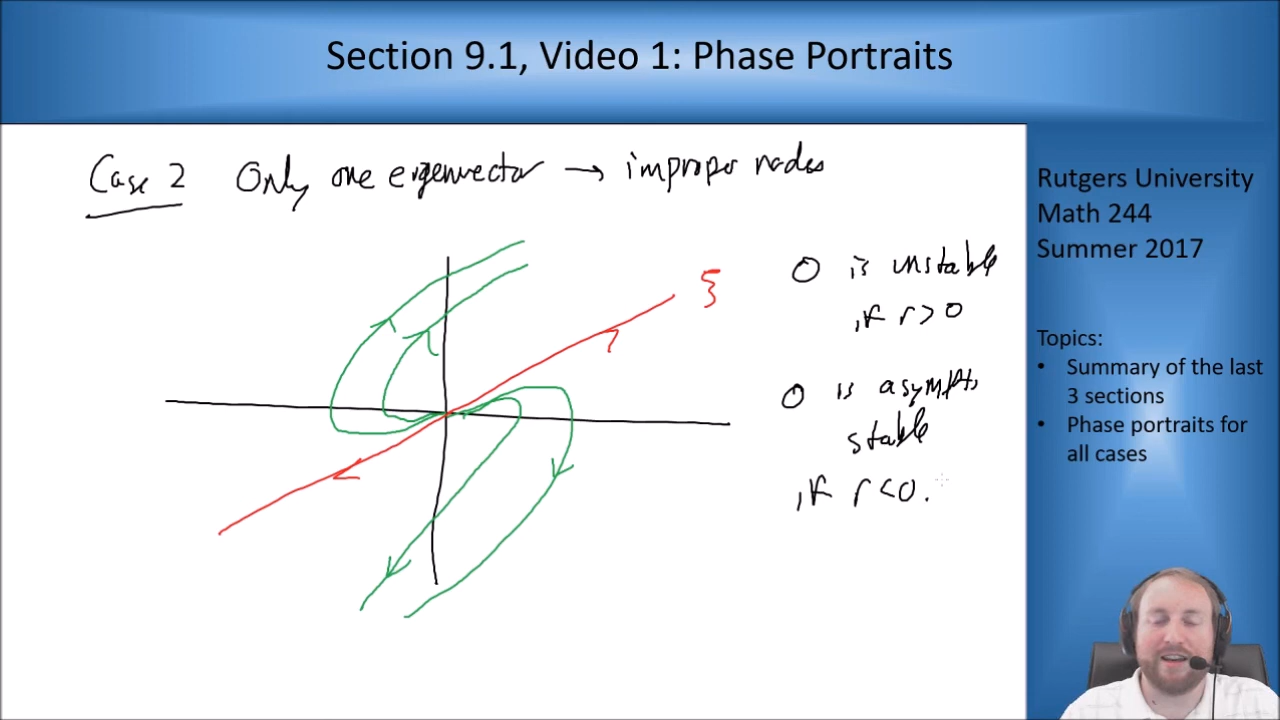 Section 9.1, Video 1: Phase Portraits
Case 2 Only one eigenvector → improper nodes
ξ
0 is unstable
if r > 0
0 is asympt.
stable
if r < 0.
Rutgers University
Math 244
Summer 2017
Topics:
• Summary of the last
3 sections
• Phase portraits for
all cases